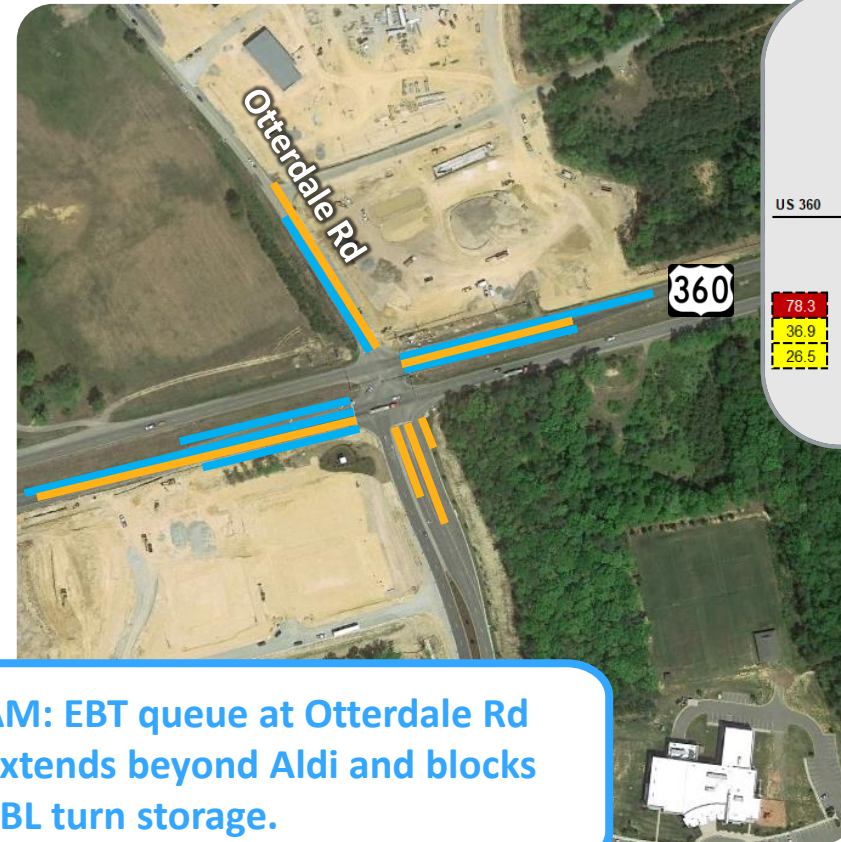 Otterdale Rd
360
US 360
78.3
36.9
26.5
AM: EBT queue at Otterdale Rd
xtends beyond Aldi and blocks
BL turn storage.